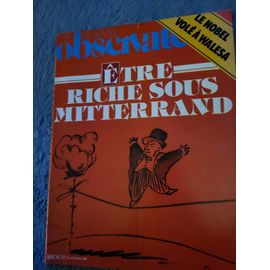 observate
LE NOBEL
VOLÉ À WALESA
ÊTRE
RICHE SOUS
MITTERRAND